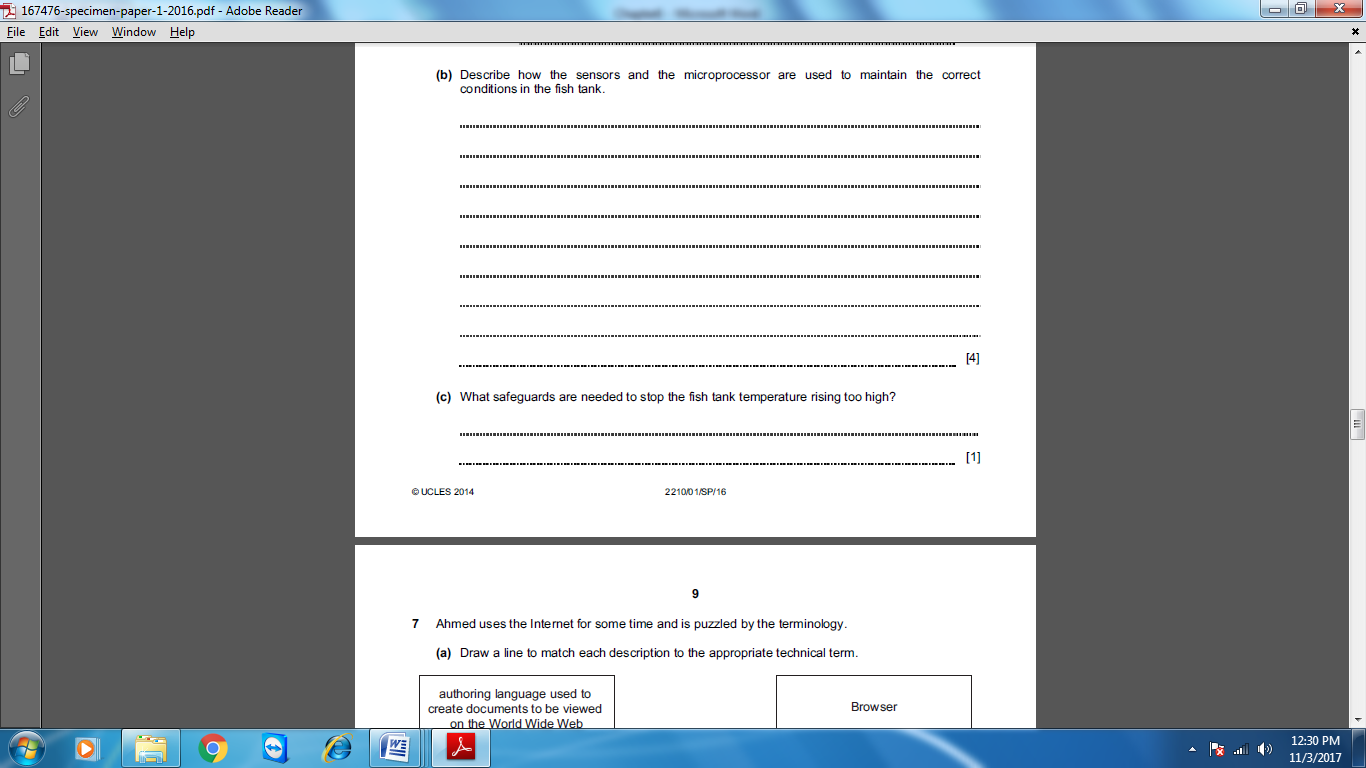 167476-specimen-paper-1-2016.pdf - Adobe Reader
File Edit View Window Help
(b) Describe how the sensors and the microprocessor are used to maintain the correct
conditions in the fish tank.
[4]
(c) What safeguards are needed to stop the fish tank temperature rising too high?
[1]
© UCLES 2014 2210/01/SP/16
9
7 Ahmed uses the Internet for some time and is puzzled by the terminology.
(a) Draw a line to match each description to the appropriate technical term.
authoring language used to
create documents to be viewed
on the World Wide Web
Browser
12:30 PM
11/3/2017